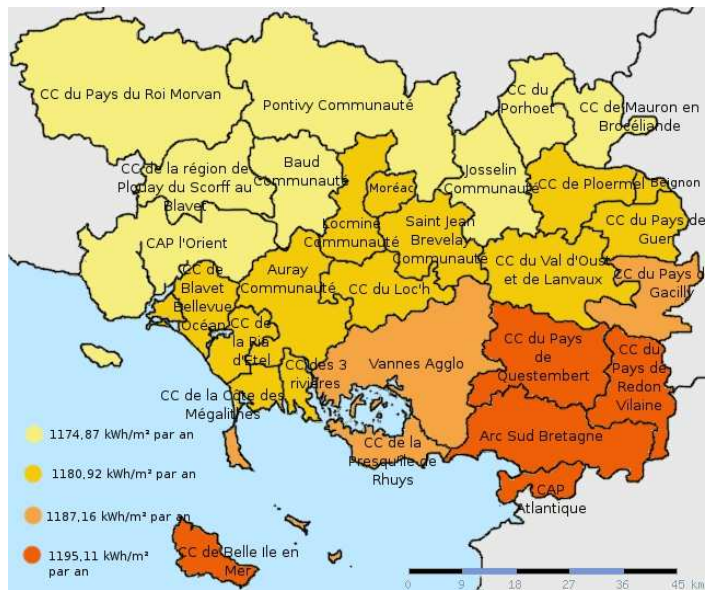 CC du Pays du Roi Morvan
Pontivy Communauté
CC du
Porhoet
CC de Mauron en
Brocéliande
CC de la région de
Plouay du Scorff au
Blavet
Baud
Communauté
Josselin
Communauté
Moréac
CC de Ploermel
Beignon
Locminé
Communauté
Saint Jean
Brevelay
Communauté
CC du Pays de
Guer
CAP l'Orient
CC de
Blavet
Bellevue
Océan
Auray
Communauté
CC du Loc'h
CC du Val d'Oust
et de Lanvaux
CC du Pays d
Gacilly
CC de
la Ria
d'Etel
CC des 3
rivières
Vannes Agglo
CC du Pays
de
Questembert
CC du
Pays de
Redon
Vilaine
CC de la Côte des
Mégalithes
CC de la
Presqu'ile de
Rhuys
Arc Sud Bretagne
CAP
Atlantique
CC de Belle Ile en
Mer
1174,87 kWh/m² par an
1180,92 kWh/m² par an
1187,16 kWh/m² par an
1195,11 kWh/m²
par an
0 9 18 27 36 45 km